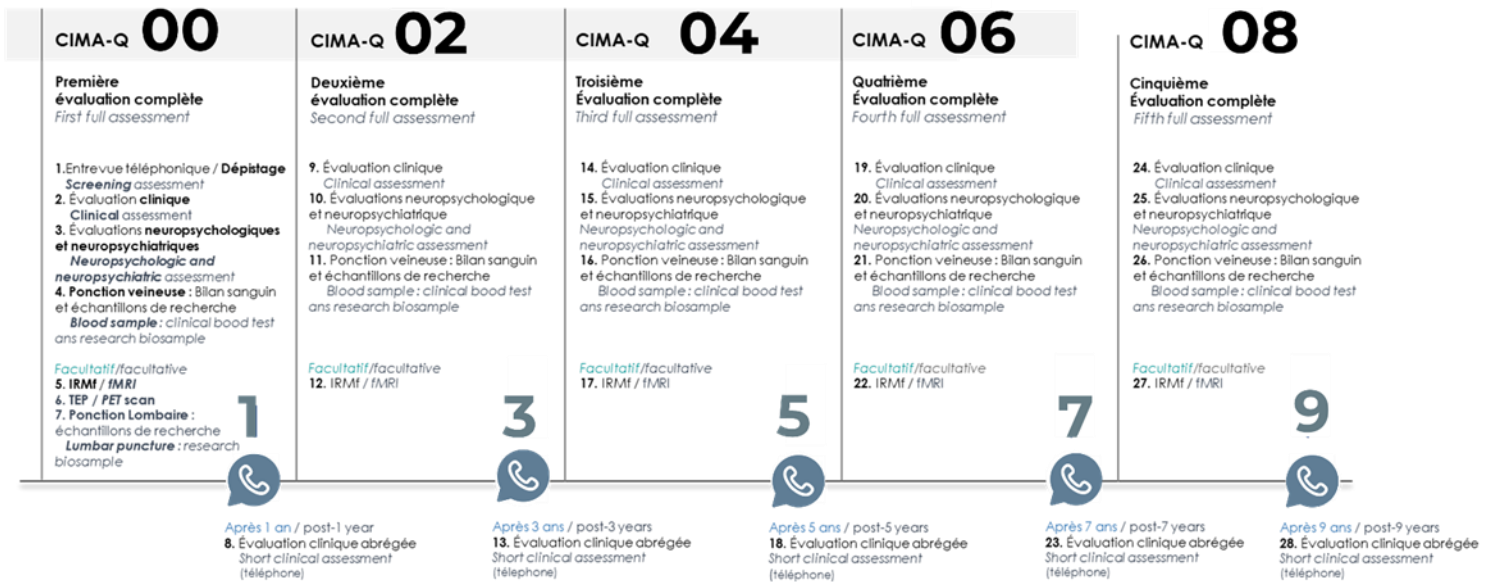 CIMA-Q 00
Première
évaluation complète
First full assessment
1.Entrevue téléphonique / Dépistage
Screening assessment
2. Évaluation clinique
Clinical assessment
3. Évaluations neuropsychologiques
et neuropsychiatriques
Neuropsychologic and
neuropsychiatric assessment
4. Ponction veineuse : Bilan sanguin
et échantillons de recherche
Blood sample : clinical bood test
ans research biosample
Facultatif/facultative
5. IRMf / fMRI
6. TEP / PET scan
7. Ponction Lombaire :
échantillons de recherche
Lumbar puncture : research
biosample
1
Après 1 an / post-1 year
8. Évaluation clinique abrégée
Short clinical assessment
(téléphone)
CIMA-Q 02
Deuxième
évaluation complète
Second full assessment
9. Évaluation clinique
Clinical assessment
10. Évaluations neuropsychologique
et neuropsychiatrique
Neuropsychologic and
neuropsychiatric assessment
11. Ponction veineuse : Bilan sanguin
et échantillons de recherche
Blood sample : clinical bood test
ans research biosample
Facultatif/facultative
12. IRMf / fMRI
3
Après 3 ans / post-3 years
13. Évaluation clinique abrégée
Short clinical assessment
(télephone)
CIMA-Q 04
Troisième
Évaluation complète
Third full assessment
14. Évaluation clinique
Clinical assessment
15. Évaluations neuropsychologique
et neuropsychiatrique
Neuropsychologic and
neuropsychiatric assessment
16. Ponction veineuse : Bilan sanguin
et échantillons de recherche
Blood sample : clinical bood test
ans research biosample
Facultatif/facultative
17. IRMf / fMRI
5
Après 5 ans / post-5 years
18. Évaluation clinique abrégée
Short clinical assessment
(téléphone)
CIMA-Q 06
Quatrième
Évaluation complète
Fourth full assessment
19. Évaluation clinique
Clinical assessment
20. Évaluations neuropsychologique
et neuropsychiatrique
Neuropsychologic and
neuropsychiatric assessment
21. Ponction veineuse : Bilan sanguin
et échantillons de recherche
Blood sample : clinical bood test
ans research biosample
Facultatif/facultative
22. IRMf / fMRI
7
Après 7 ans / post-7 years
23. Évaluation clinique abrégée
Short clinical assessment
(téléphone)
CIMA-Q 08
Cinquième
Évaluation complète
Fifth full assessment
24. Évaluation clinique
Clinical assessment
25. Évaluations neuropsychologique
et neuropsychiatrique
Neuropsychologic and
neuropsychiatric assessment
26. Ponction veineuse : Bilan sanguin
et échantillons de recherche
Blood sample : clinical bood test
ans research biosample
Facultatif/facultative
27. IRMf / fMRI
9
Après 9 ans / post-9 years
28. Évaluation clinique abrégée
Short clinical assessment
(téléphone)